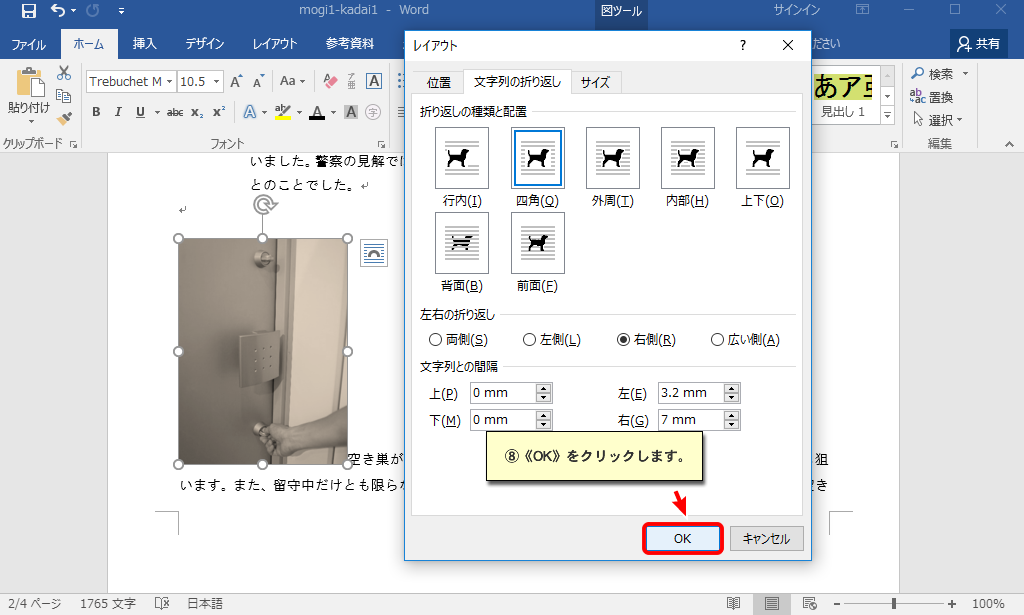 mogi1-kadai1 - Word
図ツール
サインイン
ファイル
ホーム
挿入
デザイン
レイアウト
参考資料
ださい
共有
Trebuchet M
10.5
A A Aa
亜 A
貼り付け
B I U abc x₂ x²
A ab A A 字
クリップボード
フォント
あア亜
見出し 1
検索
置換
選択
編集
いました。警察の見解では
とのことでした。
空き巣が
狙
います。また、留守中だけとも限らな
空き
レイアウト
?
位置
文字列の折り返し
サイズ
折り返しの種類と配置
行内(I)
四角(Q)
外周(T)
内部(H)
上下(O)
背面(B)
前面(F)
左右の折り返し
両側(S)
左側(L)
右側(R)
広い側(A)
文字列との間隔
上(P) 0 mm
左(E) 3.2 mm
下(M) 0 mm
右(G) 7 mm
⑧《OK》をクリックします。
OK
キャンセル
2/4 ページ
1765 文字
日本語
100%